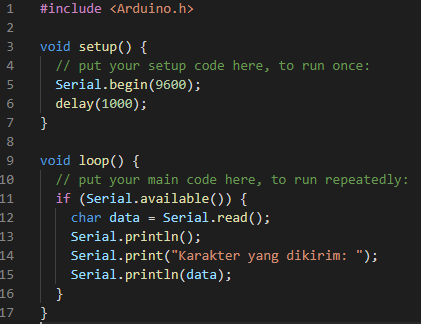 1 #include <Arduino.h>
2
3 void setup() {
4   // put your setup code here, to run once:
5   Serial.begin(9600);
6   delay(1000);
7 }
8
9 void loop() {
10   // put your main code here, to run repeatedly:
11   if (Serial.available()) {
12     char data = Serial.read();
13     Serial.println();
14     Serial.print("Karakter yang dikirim: ");
15     Serial.println(data);
16   }
17 }